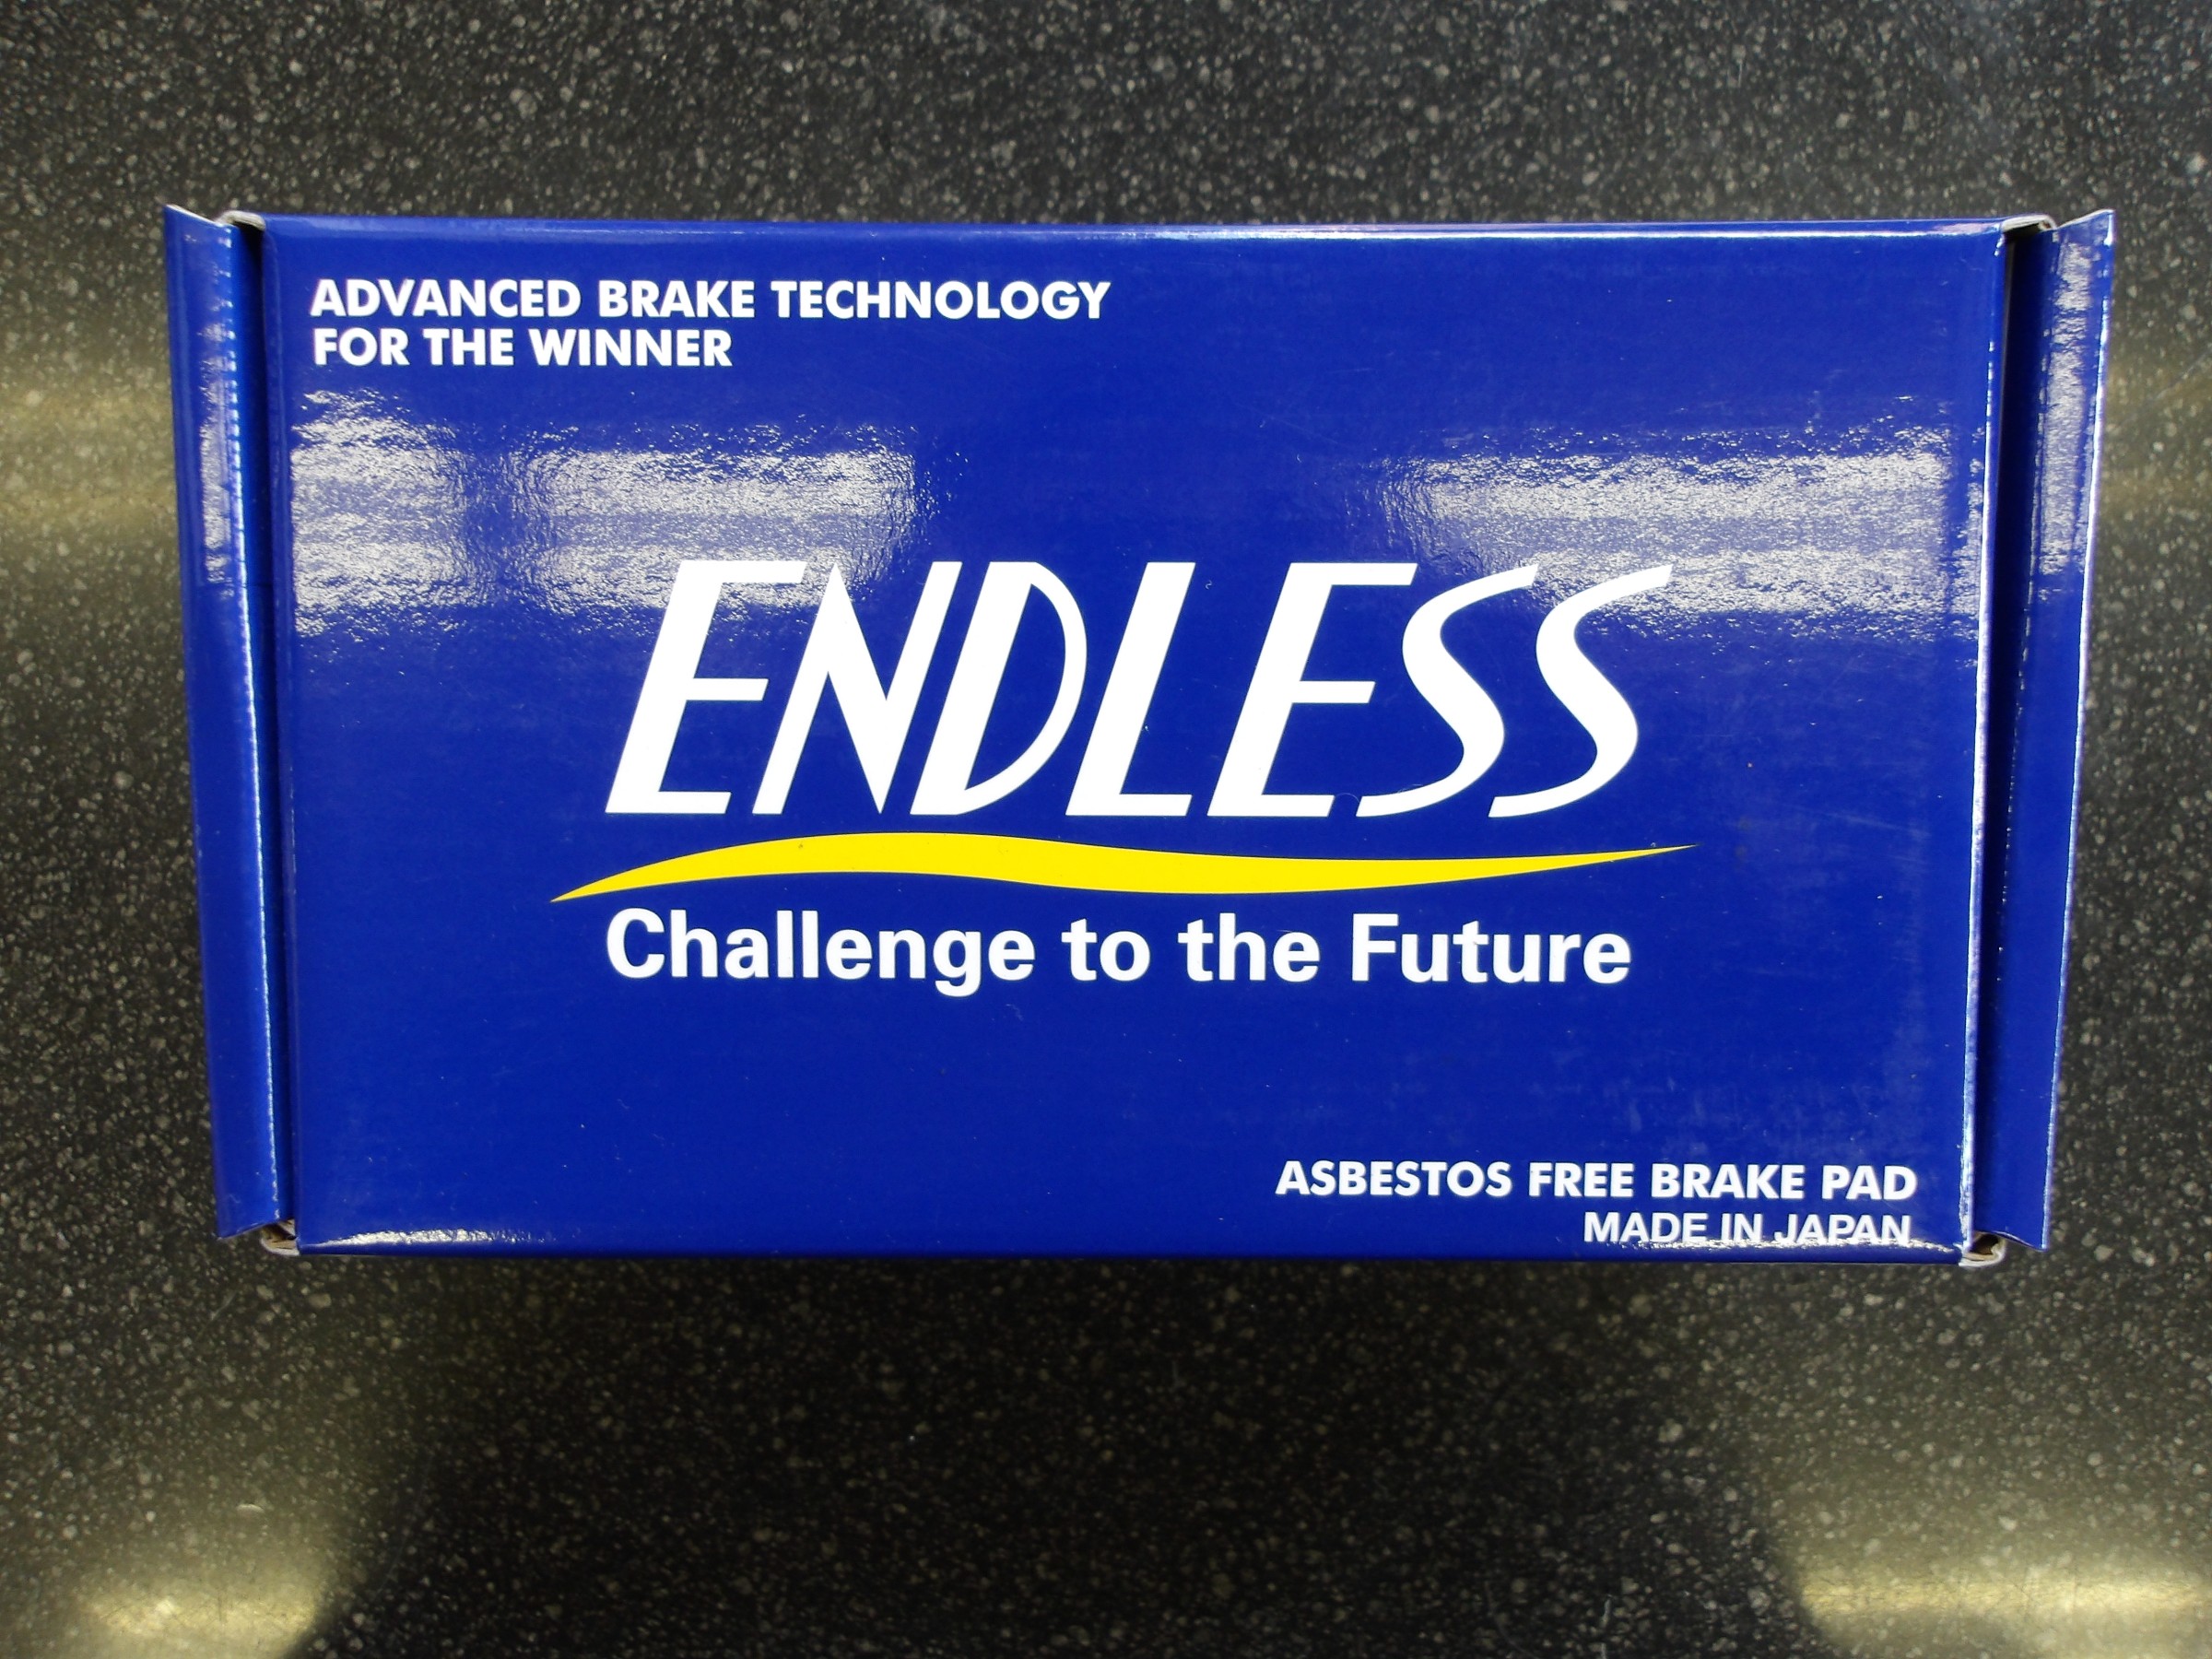 ADVANCED BRAKE TECHNOLOGY
FOR THE WINNER
ENDLESS
Challenge to the Future
ASBESTOS FREE BRAKE PAD
MADE IN JAPAN